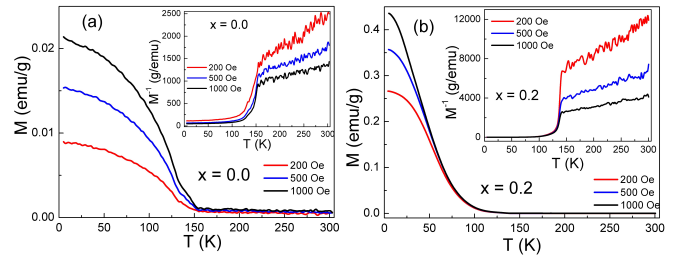 (a)
x = 0.0
2500
2000
1500
1000
500
0
M⁻¹ (g/emu)
200 Oe
500 Oe
1000 Oe
0 50 100 150 200 250 300
T (K)
0.02
0.01
0.00
M (emu/g)
x = 0.0
200 Oe
500 Oe
1000 Oe
0 50 100 150 200 250 300
T (K)
(b)
x = 0.2
12000
8000
4000
0
M⁻¹ (g/emu)
200 Oe
500 Oe
1000 Oe
0 50 100 150 200 250 300
T (K)
0.4
0.3
0.2
0.1
0.0
M (emu/g)
x = 0.2
200 Oe
500 Oe
1000 Oe
0 50 100 150 200 250 300
T (K)